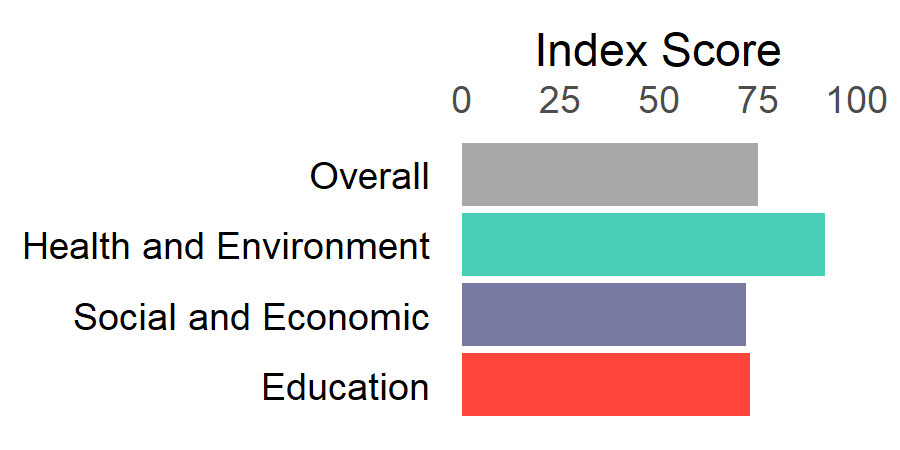 Index Score
0 25 50 75 100
Overall
Health and Environment
Social and Economic
Education